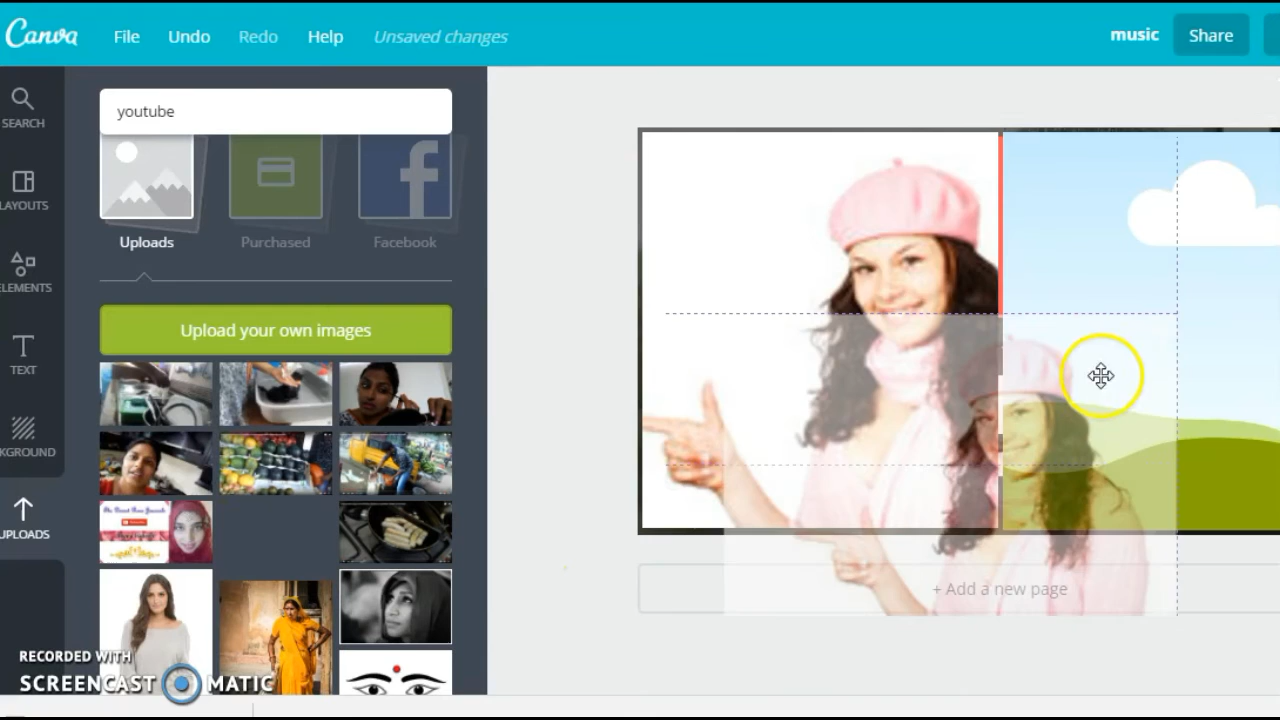 Canva File Undo Redo Help Unsaved changes music Share
youtube
SEARCH
LAYOUTS
Uploads Purchased Facebook
ELEMENTS
Upload your own images
TEXT
KGROUND
UPLOADS
+ Add a new page
RECORDED WITH
SCREENCAST MATIC